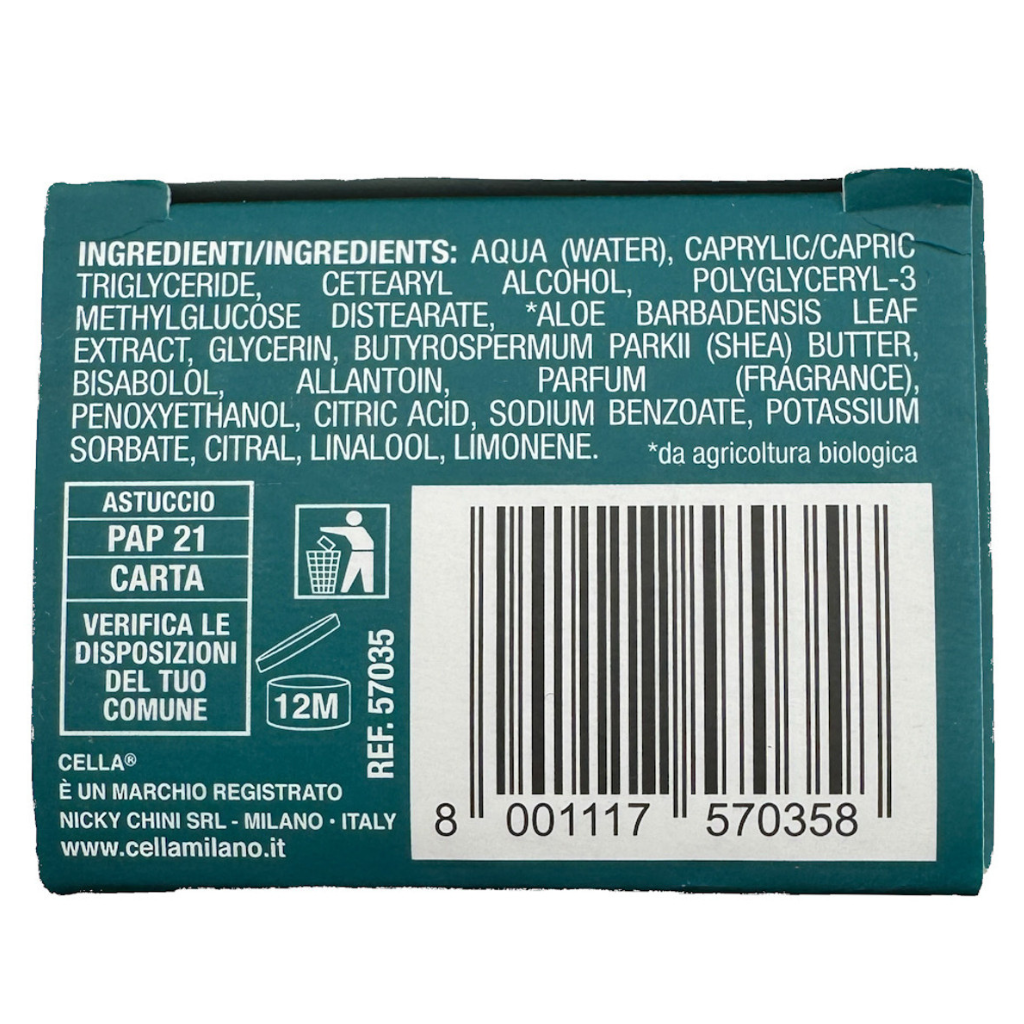 INGREDIENTI/INGREDIENTS: AQUA (WATER), CAPRYLIC/CAPRIC
TRIGLYCERIDE, CETEARYL ALCOHOL, POLYGLYCERYL-3
METHYLGLUCOSE DISTEARATE, *ALOE BARBADENSIS LEAF
EXTRACT, GLYCERIN, BUTYROSPERMUM PARKII (SHEA) BUTTER,
BISABOLOL, ALLANTOIN, PARFUM (FRAGRANCE),
PENOXYETHANOL, CITRIC ACID, SODIUM BENZOATE, POTASSIUM
SORBATE, CITRAL, LINALOOL, LIMONENE. *da agricoltura biologica
ASTUCCIO
PAP 21
CARTA
VERIFICA LE
DISPOSIZIONI
DEL TUO
COMUNE
12M
REF. 57035
CELLA®
È UN MARCHIO REGISTRATO
NICKY CHINI SRL - MILANO · ITALY
www.cellamilano.it
8 001117 570358